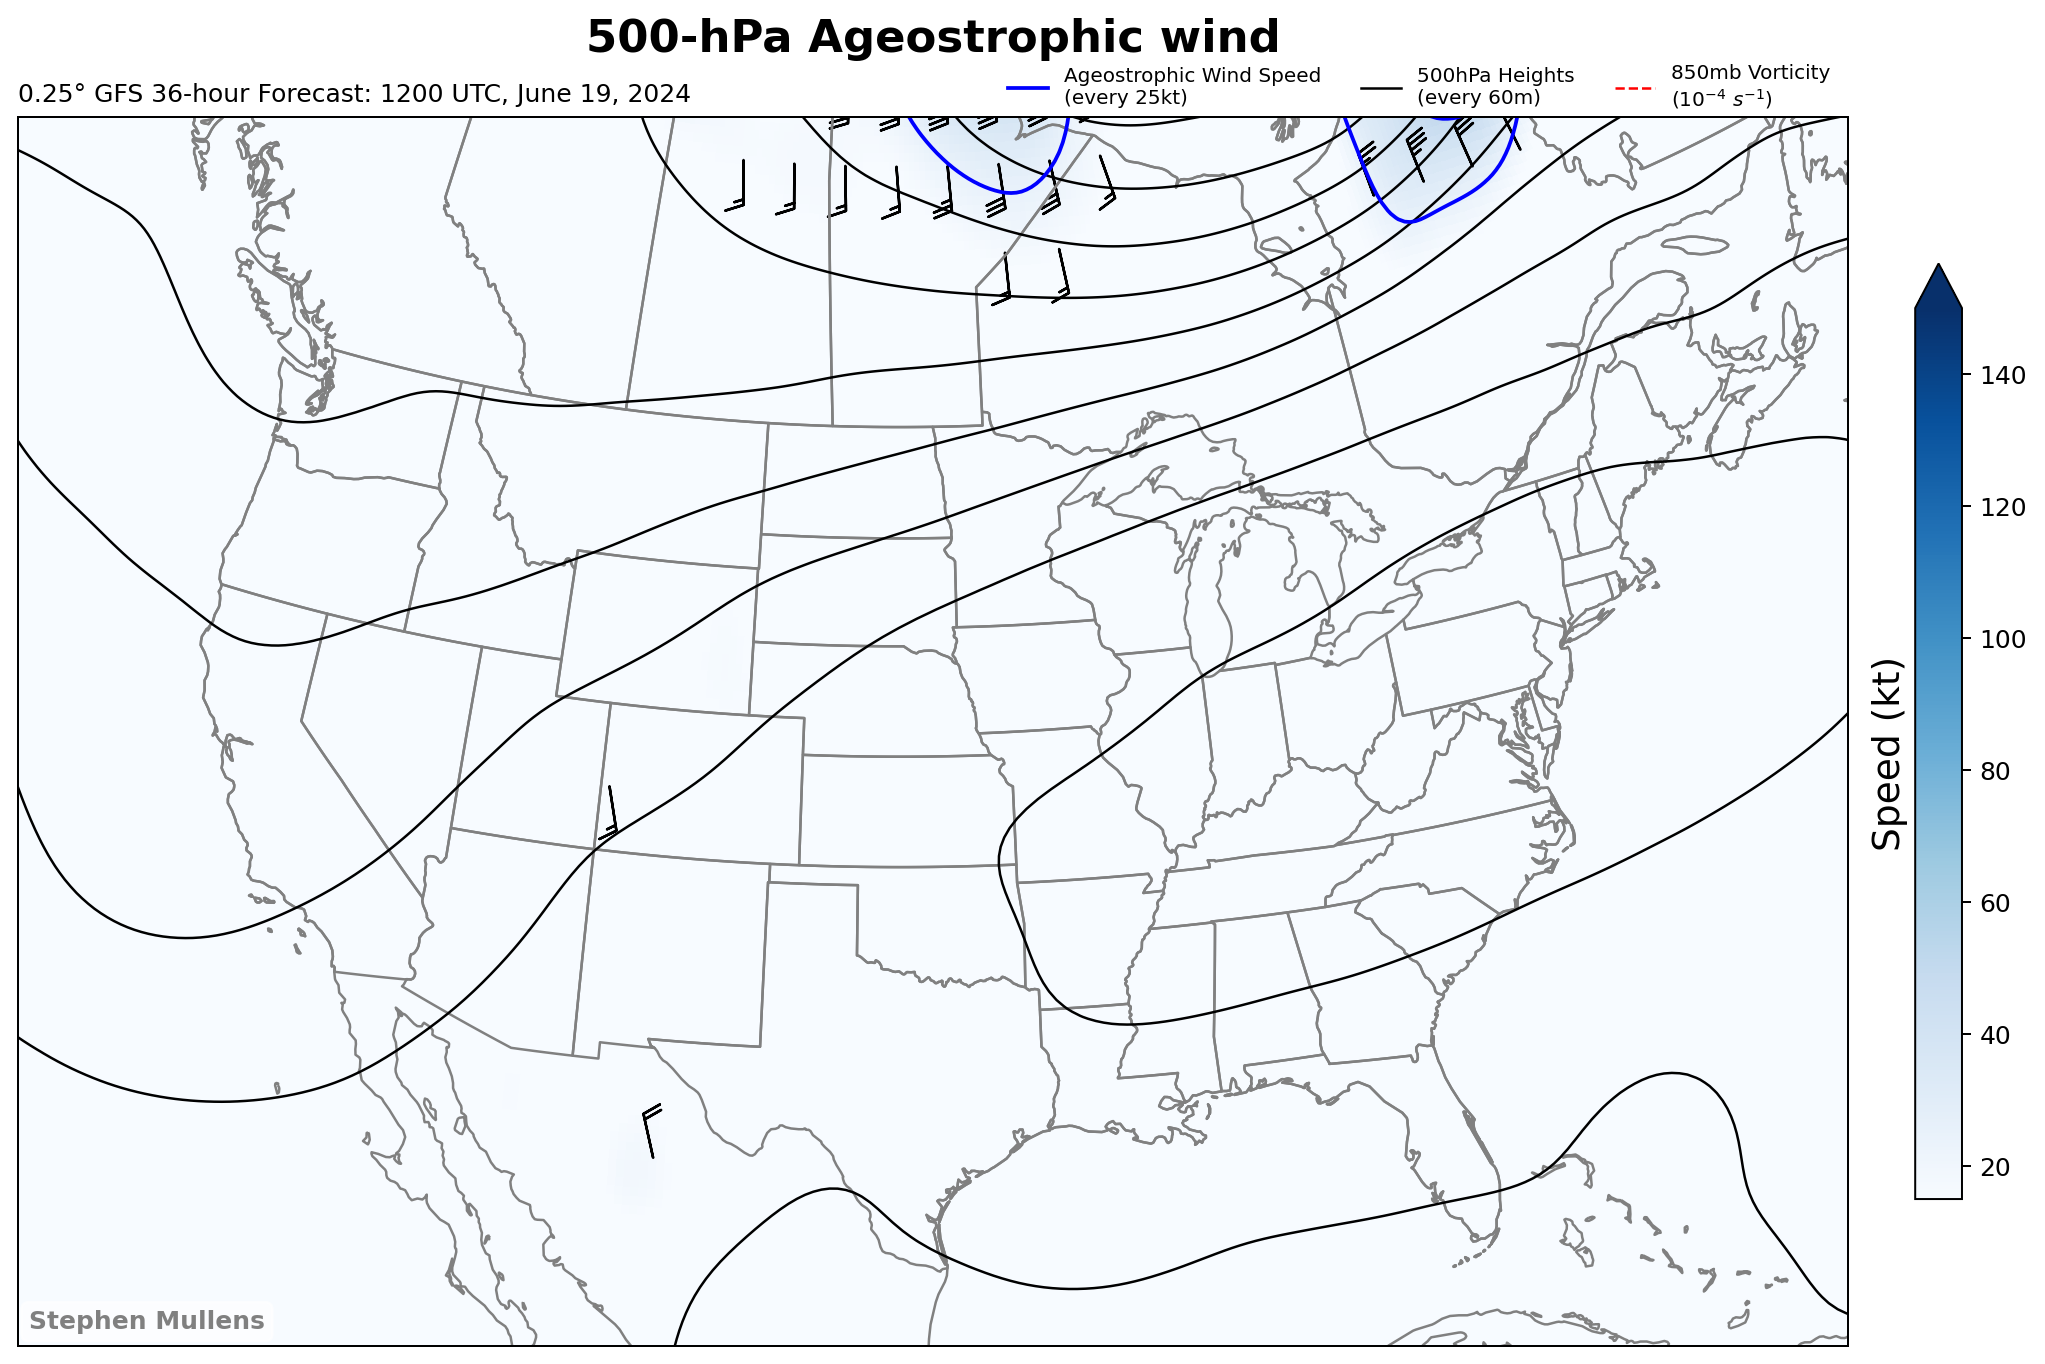 500-hPa Ageostrophic wind
0.25° GFS 36-hour Forecast: 1200 UTC, June 19, 2024
Ageostrophic Wind Speed
(every 25kt)
500hPa Heights
(every 60m)
850mb Vorticity
(10⁻⁴ s⁻¹)
140
120
100
80
60
40
20
Speed (kt)
Stephen Mullens